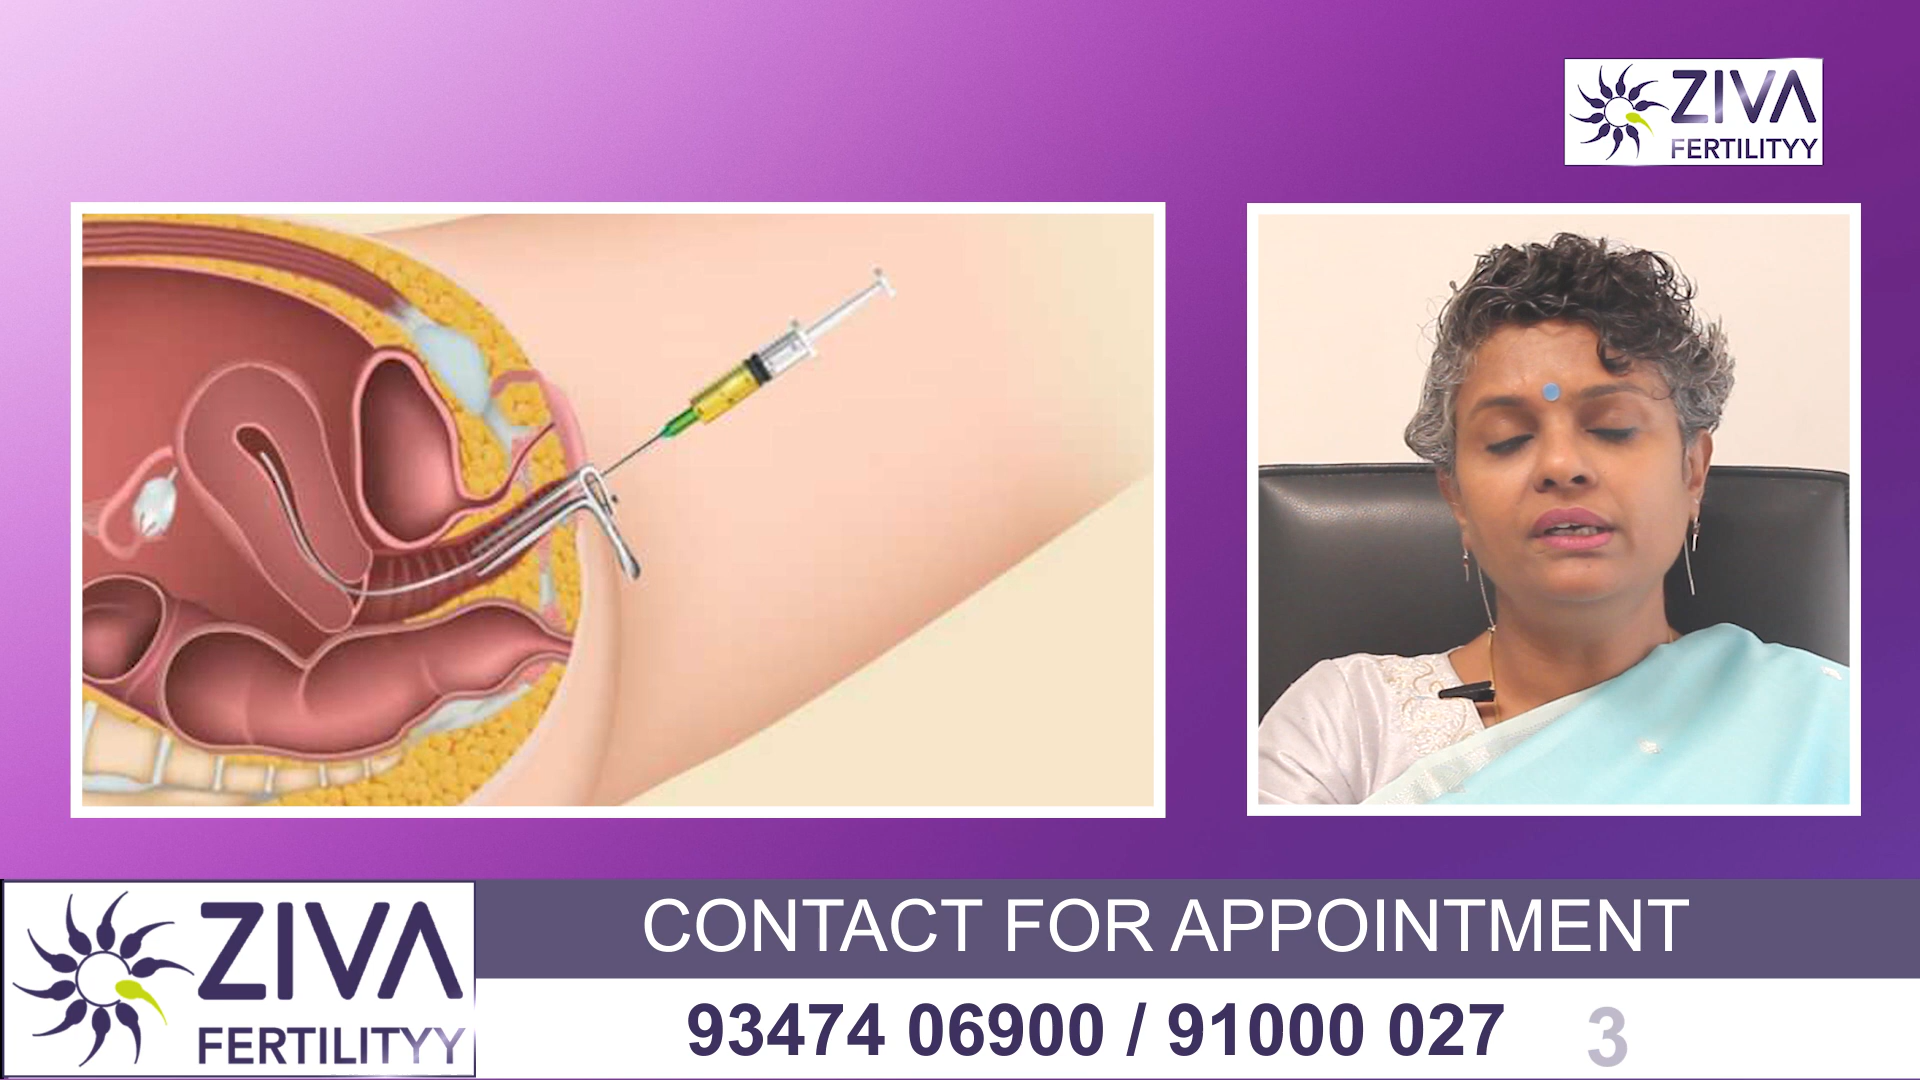 ZIVA
FERTILITYY
ZIVA
FERTILITYY
CONTACT FOR APPOINTMENT
93474 06900 / 91000 027 3